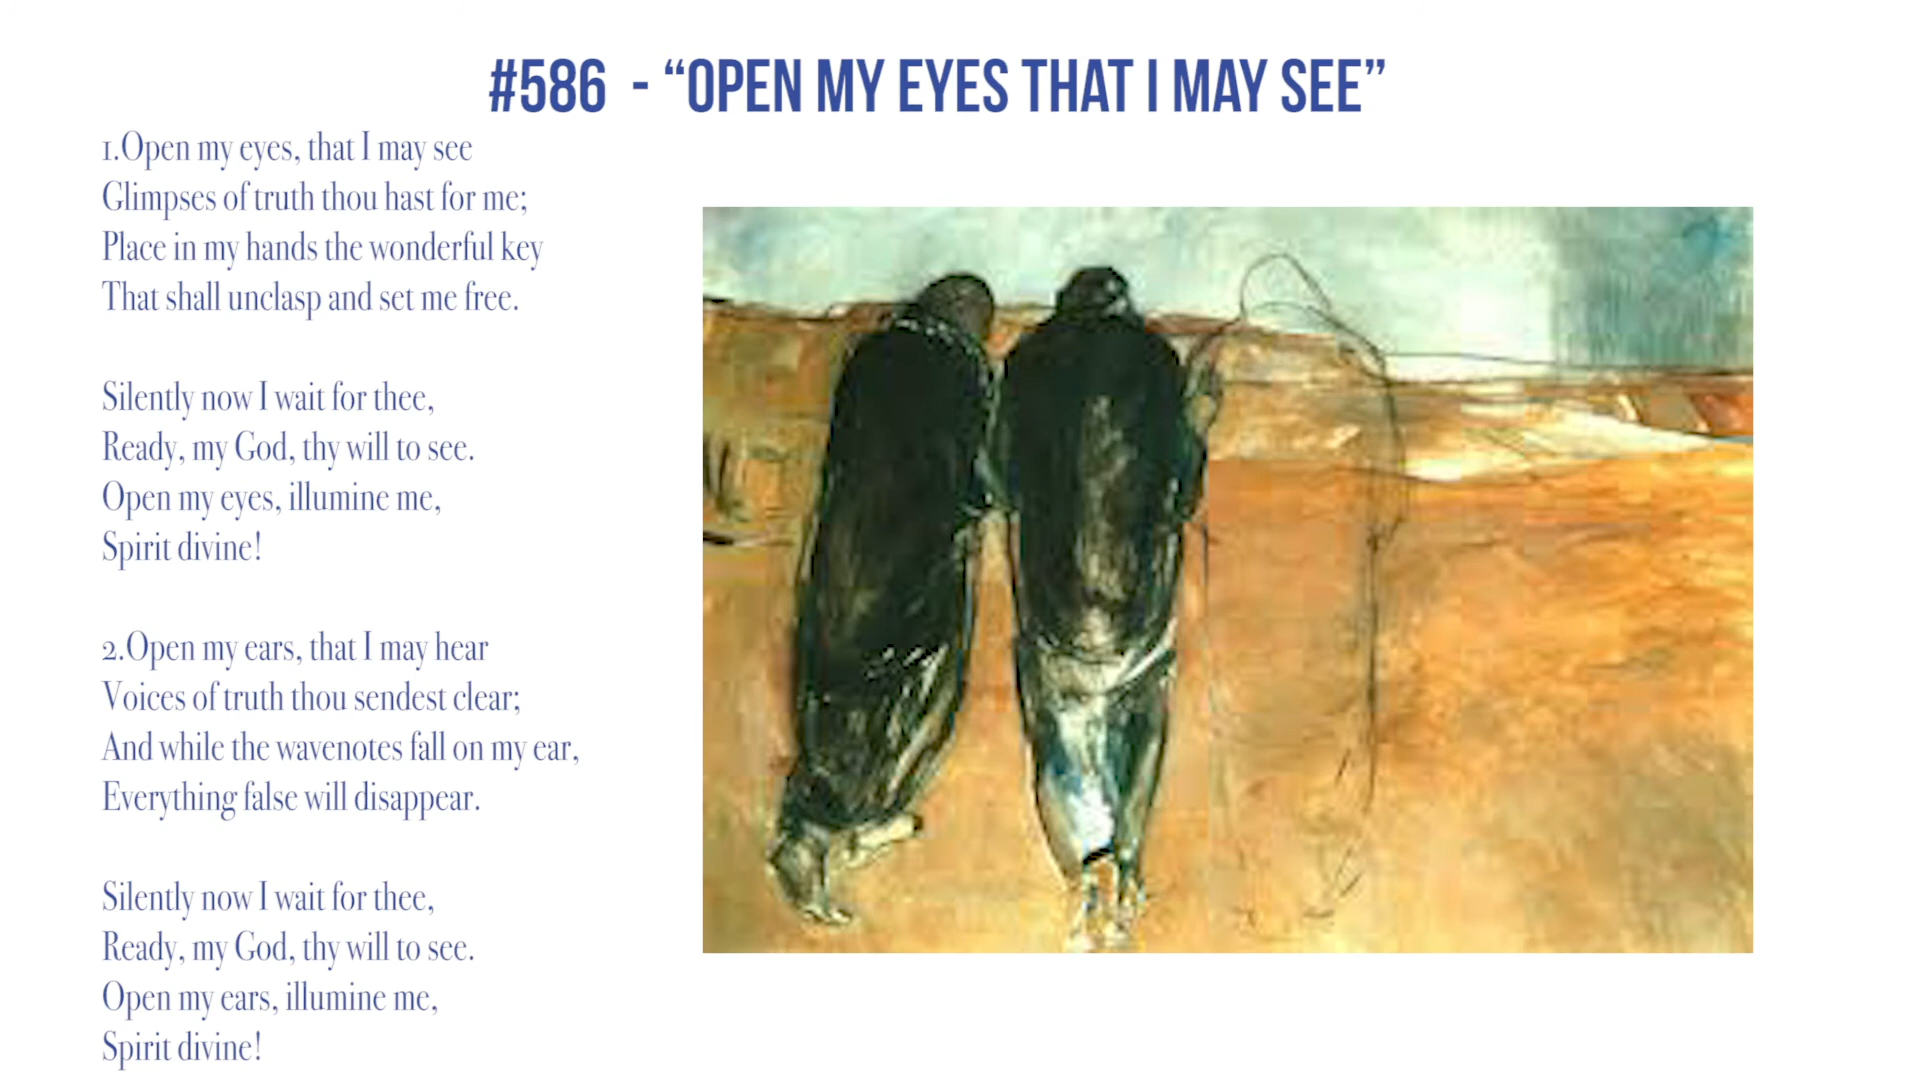 #586 - “OPEN MY EYES THAT I MAY SEE”
1.Open my eyes, that I may see
Glimpses of truth thou hast for me;
Place in my hands the wonderful key
That shall unclasp and set me free.
Silently now I wait for thee,
Ready, my God, thy will to see.
Open my eyes, illumine me,
Spirit divine!
2.Open my ears, that I may hear
Voices of truth thou sendest clear;
And while the wavenotes fall on my ear,
Everything false will disappear.
Silently now I wait for thee,
Ready, my God, thy will to see.
Open my ears, illumine me,
Spirit divine!